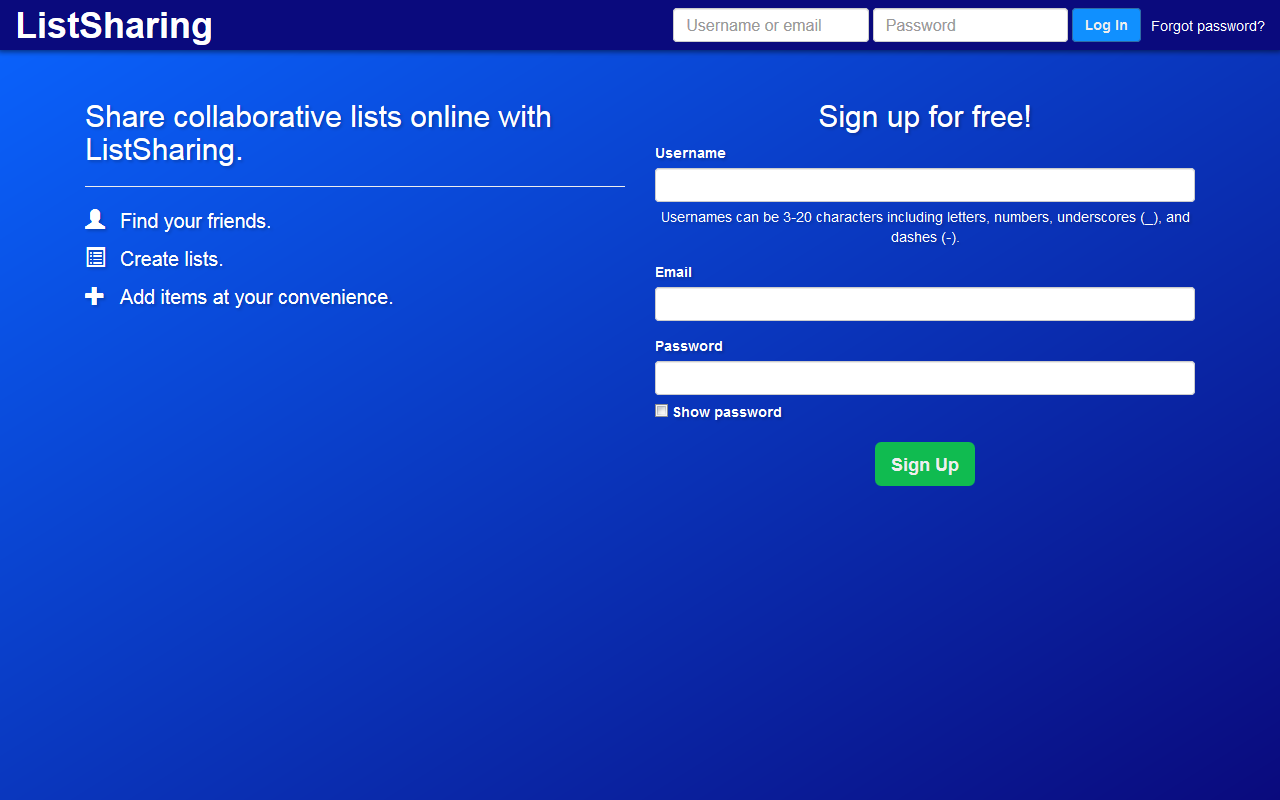 ListSharing
Username or email
Password
Log In
Forgot password?
Share collaborative lists online with
ListSharing.
Find your friends.
Create lists.
Add items at your convenience.
Sign up for free!
Username
Usernames can be 3-20 characters including letters, numbers, underscores (_), and
dashes (-).
Email
Password
Show password
Sign Up